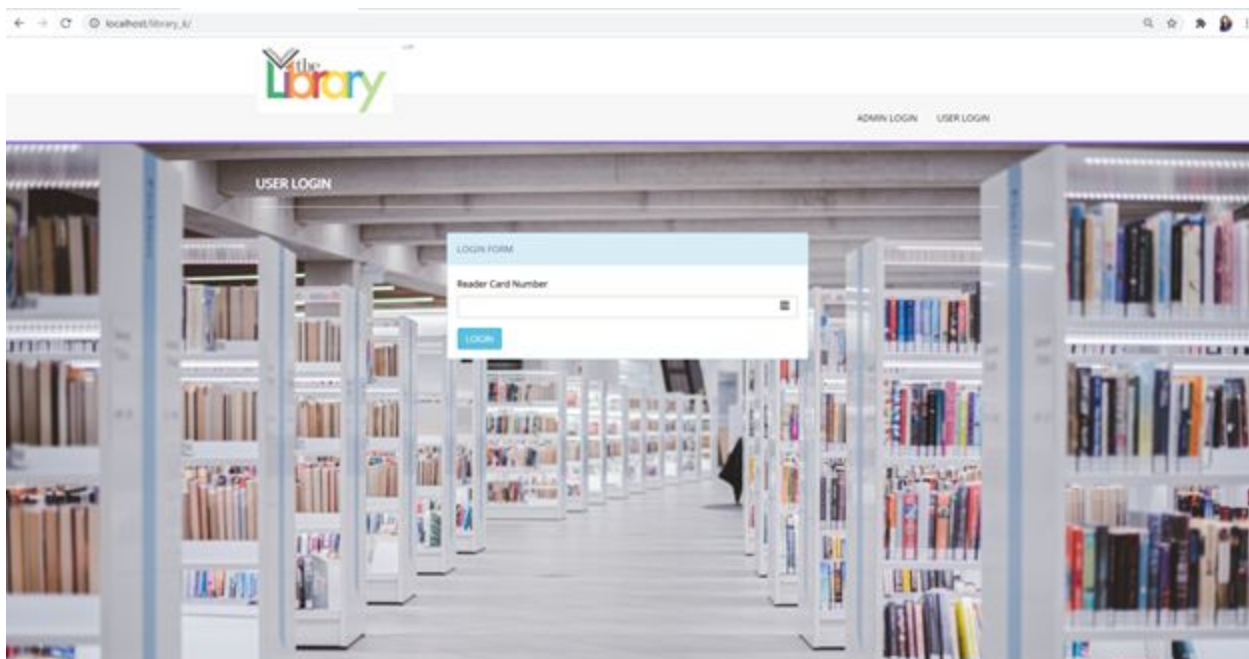 localhost/library_k/
the
Library
ADMIN LOGIN USER LOGIN
USER LOGIN
LOGIN FORM
Reader Card Number
LOGIN